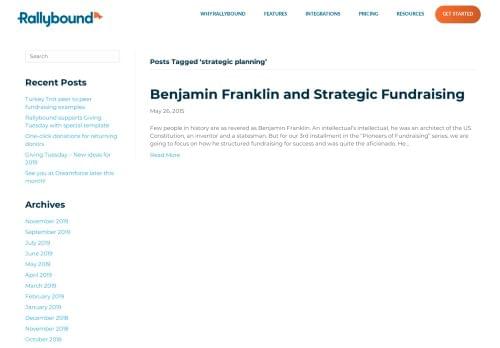 Rallybound
WHY RALLYBOUND
FEATURES
INTEGRATIONS
PRICING
RESOURCES
GET STARTED
Search
Recent Posts
Turkey Trot peer to peer
fundraising examples
Rallybound supports Giving
Tuesday with special template
One-click donations for returning
donors
Giving Tuesday – New ideas for
2019
See you at Dreamforce later this
month!
Archives
November 2019
September 2019
July 2019
June 2019
May 2019
April 2019
March 2019
February 2019
January 2019
December 2018
November 2018
October 2018
Posts Tagged ‘strategic planning’
Benjamin Franklin and Strategic Fundraising
May 26, 2015
Few people in history are as revered as Benjamin Franklin. An intellectual's intellect, he was an architect of the US
Constitution, an inventor and a statesman. But for our 3rd installment in the "Pioneers of Fundraising" series, we are
going to focus on how he structured fundraising for success and was quite the aficionado. He...
Read More